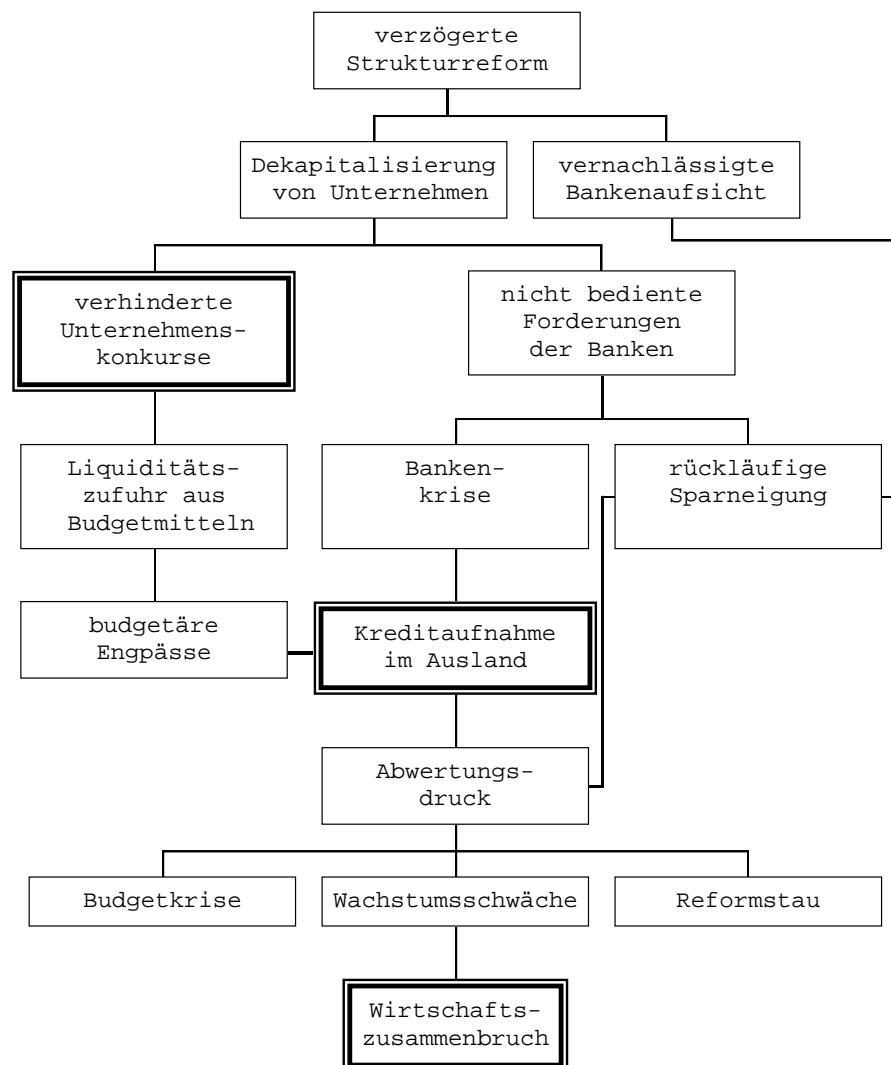 verzögerte
Strukturreform
Dekapitalisierung
von Unternehmen
vernachlässigte
Bankenaufsicht
verhinderte
Unternehmens-
konkurse
nicht bediente
Forderungen
der Banken
Liquiditäts-
zufuhr aus
Budgetmitteln
Banken-
krise
rückläufige
Sparneigung
budgetäre
Engpässe
Kreditaufnahme
im Ausland
Abwertungs-
druck
Budgetkrise
Wachstumsschwäche
Reformstau
Wirtschafts-
zusammenbruch